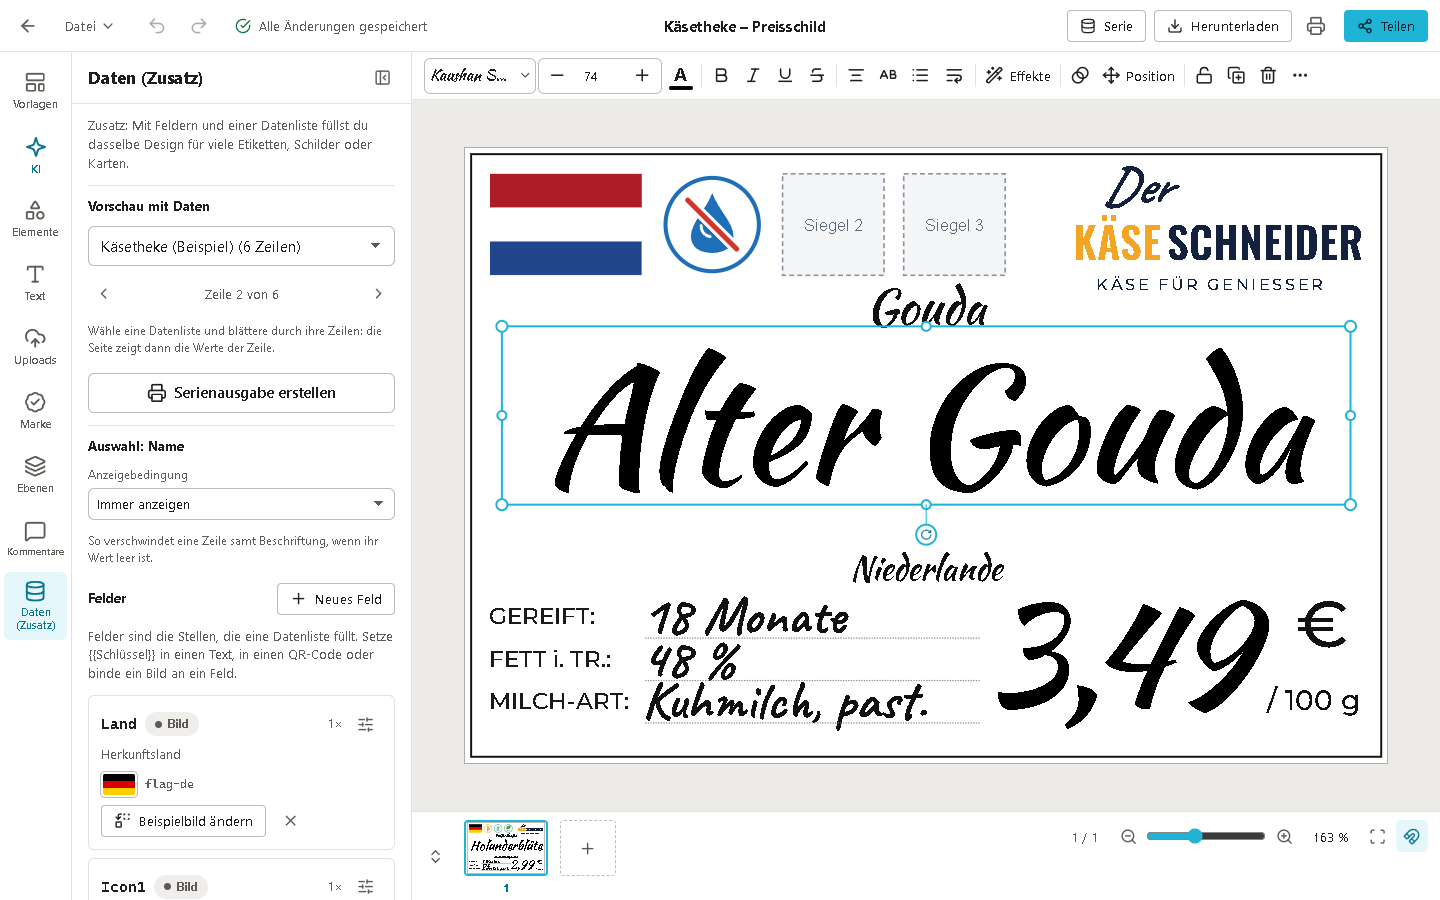 Datei
Alle Änderungen gespeichert
Käsetheke – Preisschild
Serie
Herunterladen
Teilen
Vorlagen
KI
Elemente
Text
Uploads
Marke
Ebenen
Kommentare
Daten
(Zusatz)
Daten (Zusatz)
Zusatz: Mit Feldern und einer Datenliste füllst du
dasselbe Design für viele Etiketten, Schilder oder
Karten.
Vorschau mit Daten
Käsetheke (Beispiel) (6 Zeilen)
Zeile 2 von 6
Wähle eine Datenliste und blättere durch ihre Zeilen: die
Seite zeigt dann die Werte der Zeile.
Serienausgabe erstellen
Auswahl: Name
Anzeigebedingung
Immer anzeigen
So verschwindet eine Zeile samt Beschriftung, wenn ihr
Wert leer ist.
Felder
Neues Feld
Felder sind die Stellen, die eine Datenliste füllt. Setze
{{Schlüssel}} in einen Text, in einen QR-Code oder
binde ein Bild an ein Feld.
Land
Bild
1×
Herkunftsland
flag-de
Beispielbild ändern
Icon1
Bild
1×
Kaushan S...
74
A
B
I
U
S
AB
Effekte
Position
Siegel 2
Siegel 3
Der
KÄSE SCHNEIDER
KÄSE FÜR GENIESSER
Gouda
Alter Gouda
Niederlande
GEREIFT: 18 Monate
FETT i. TR.: 48 %
MILCH-ART: Kuhmilch, past.
3,49 €
/ 100 g
Holunderblüte
2,99 €
1
1 / 1
163 %